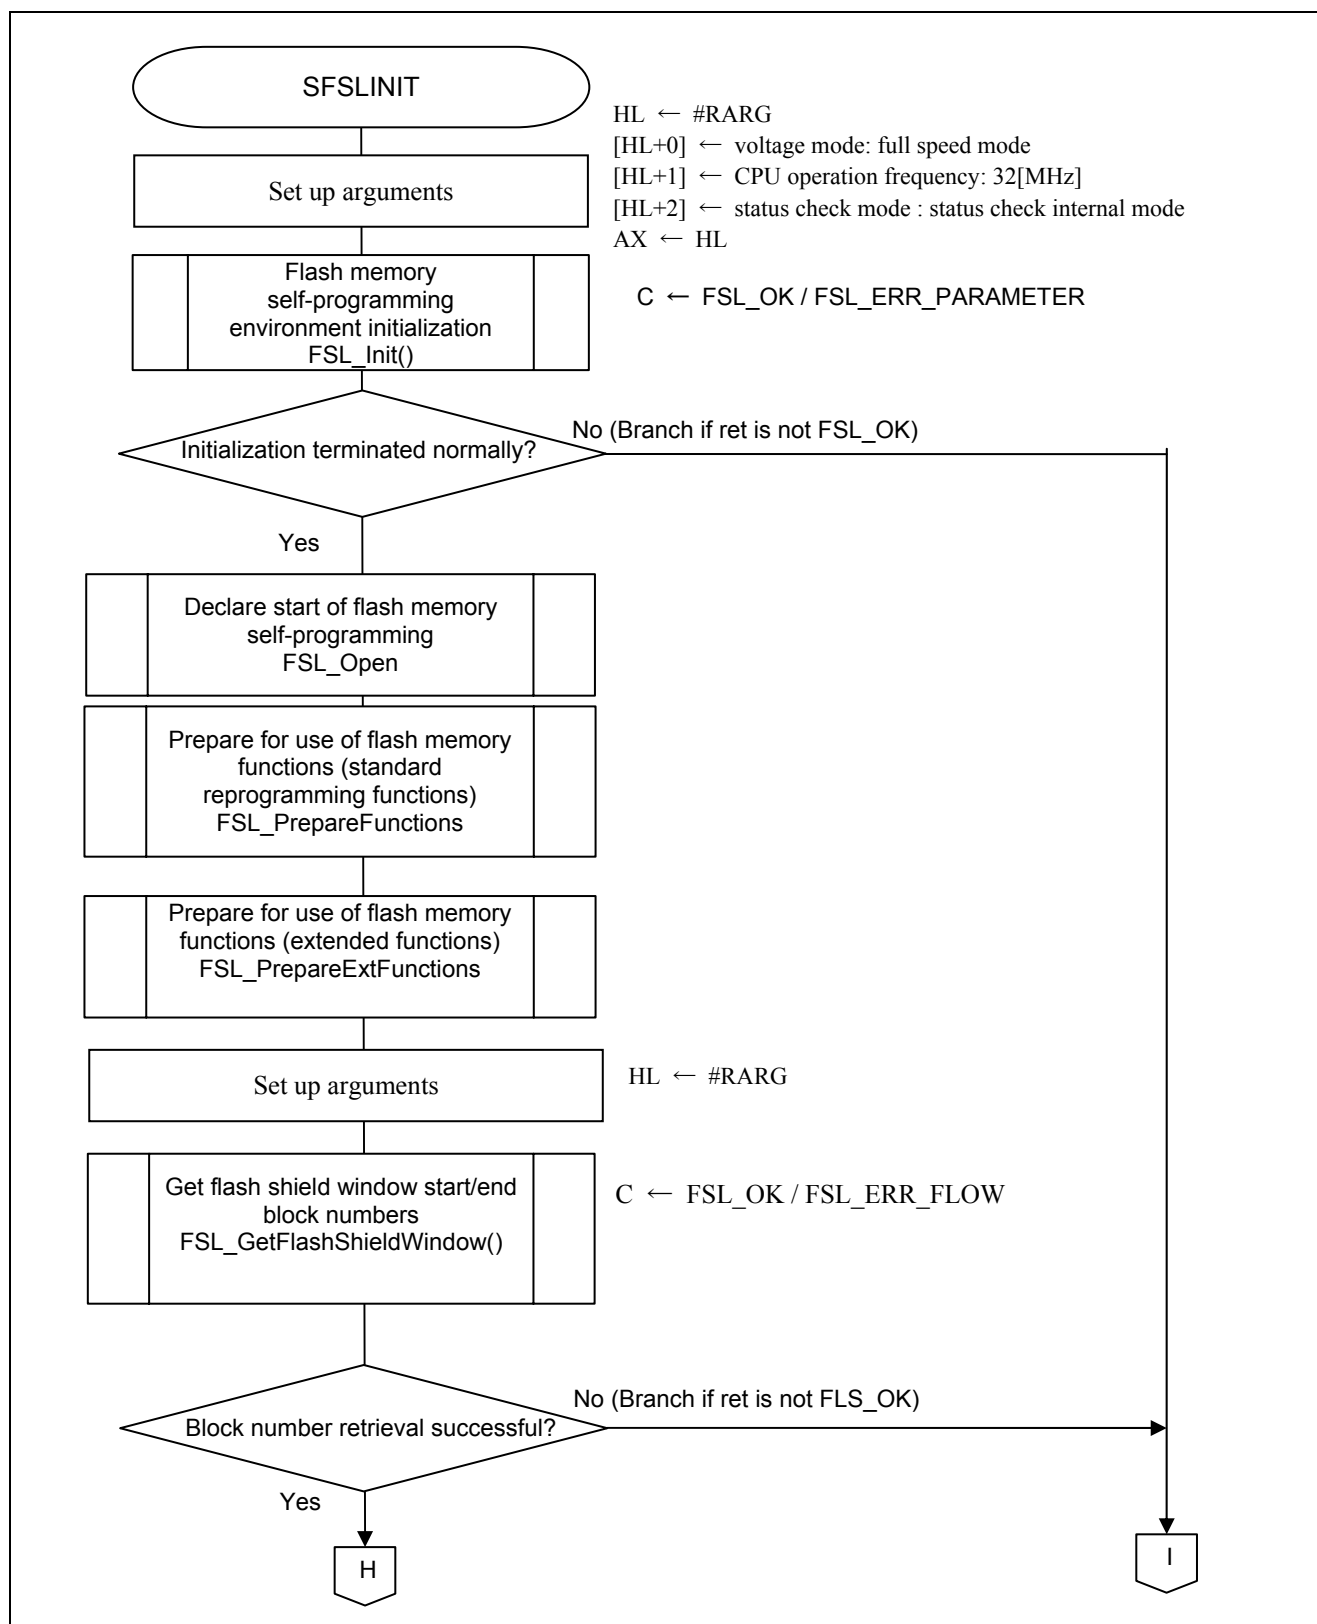 SFSLINIT
HL ← #RARG
[HL+0] ← voltage mode: full speed mode
[HL+1] ← CPU operation frequency: 32[MHz]
[HL+2] ← status check mode : status check internal mode
AX ← HL
Set up arguments
Flash memory
self-programming
environment initialization
FSL_Init()
C ← FSL_OK / FSL_ERR_PARAMETER
Initialization terminated normally?
No (Branch if ret is not FSL_OK)
Yes
Declare start of flash memory
self-programming
FSL_Open
Prepare for use of flash memory
functions (standard
reprogramming functions)
FSL_PrepareFunctions
Prepare for use of flash memory
functions (extended functions)
FSL_PrepareExtFunctions
Set up arguments
HL ← #RARG
Get flash shield window start/end
block numbers
FSL_GetFlashShieldWindow()
C ← FSL_OK / FSL_ERR_FLOW
Block number retrieval successful?
No (Branch if ret is not FLS_OK)
Yes
H
I